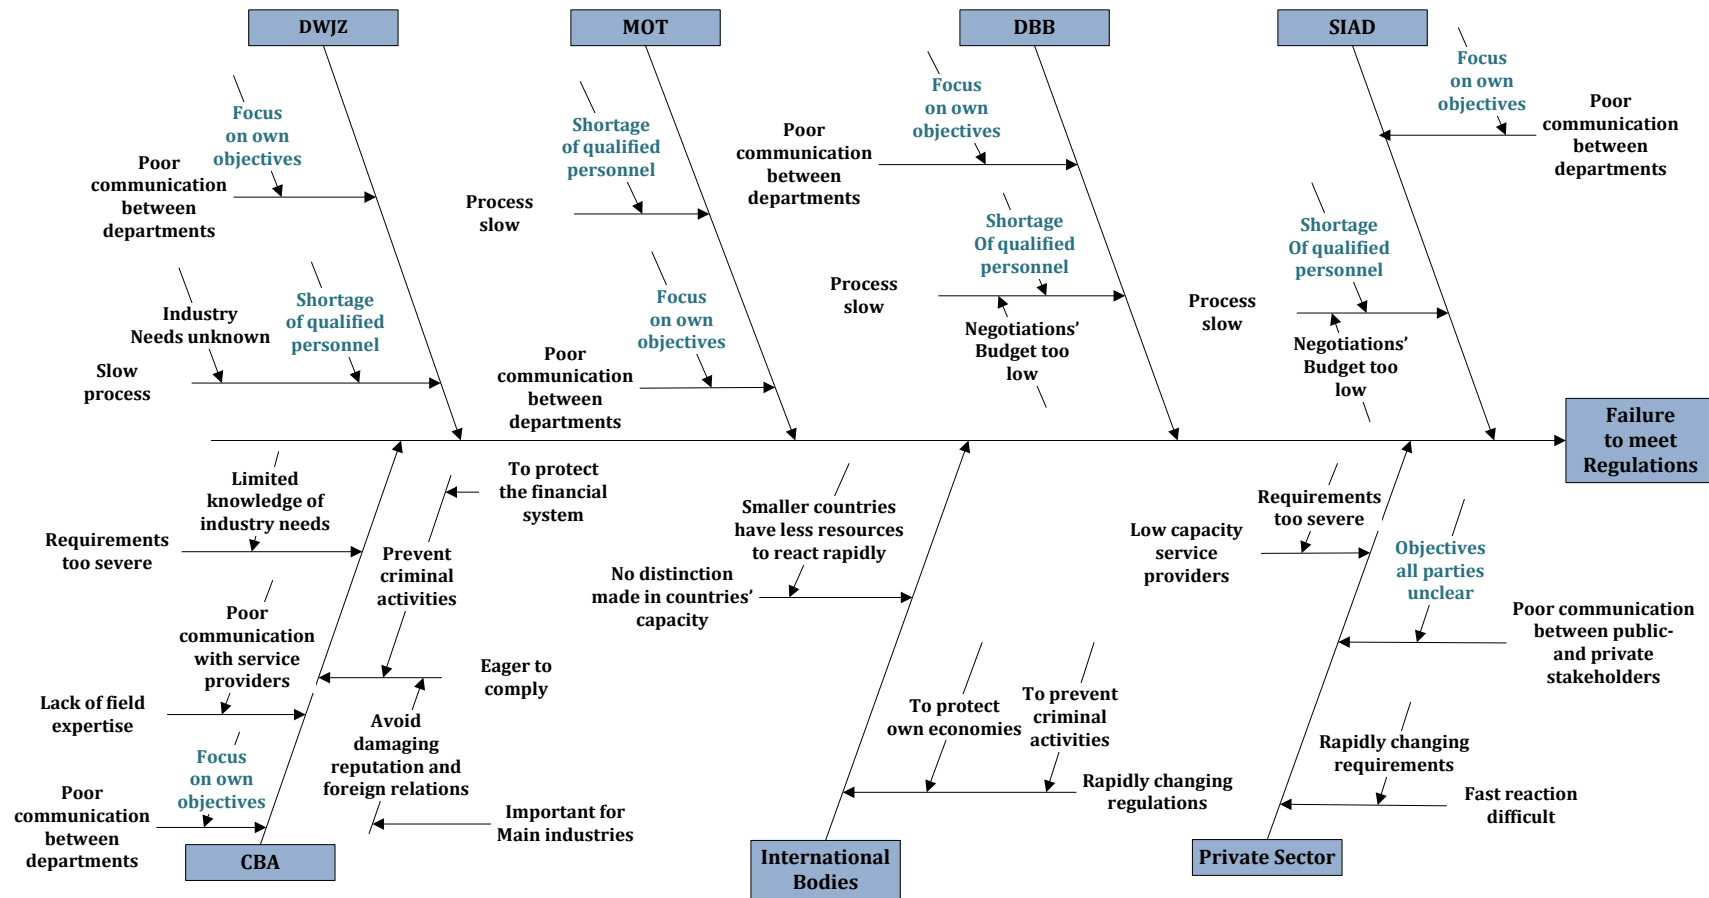 DWJZ
MOT
DBB
SIAD
Focus
on own
objectives
Poor
communication
between
departments
Industry
Needs unknown
Shortage
of qualified
personnel
Slow
process
Shortage
of qualified
personnel
Process
slow
Focus
on own
objectives
Poor
communication
between
departments
Focus
on own
objectives
Poor
communication
between
departments
Shortage
Of qualified
personnel
Process
slow
Negotiations’
Budget too
low
Focus
on own
objectives
Poor
communication
between
departments
Shortage
Of qualified
personnel
Process
slow
Negotiations’
Budget too
low
Failure
to meet
Regulations
Limited
knowledge of
industry needs
Requirements
too severe
To protect
the financial
system
Prevent
criminal
activities
Poor
communication
with service
providers
Eager to
comply
Lack of field
expertise
Avoid
damaging
reputation and
foreign relations
Important for
Main industries
Focus
on own
objectives
Poor
communication
between
departments
CBA
Smaller countries
have less resources
to react rapidly
No distinction
made in countries’
capacity
To protect
own economies
To prevent
criminal
activities
Rapidly changing
regulations
International
Bodies
Requirements
too severe
Low capacity
service
providers
Objectives
all parties
unclear
Poor communication
between public-
and private
stakeholders
Rapidly changing
requirements
Fast reaction
difficult
Private Sector